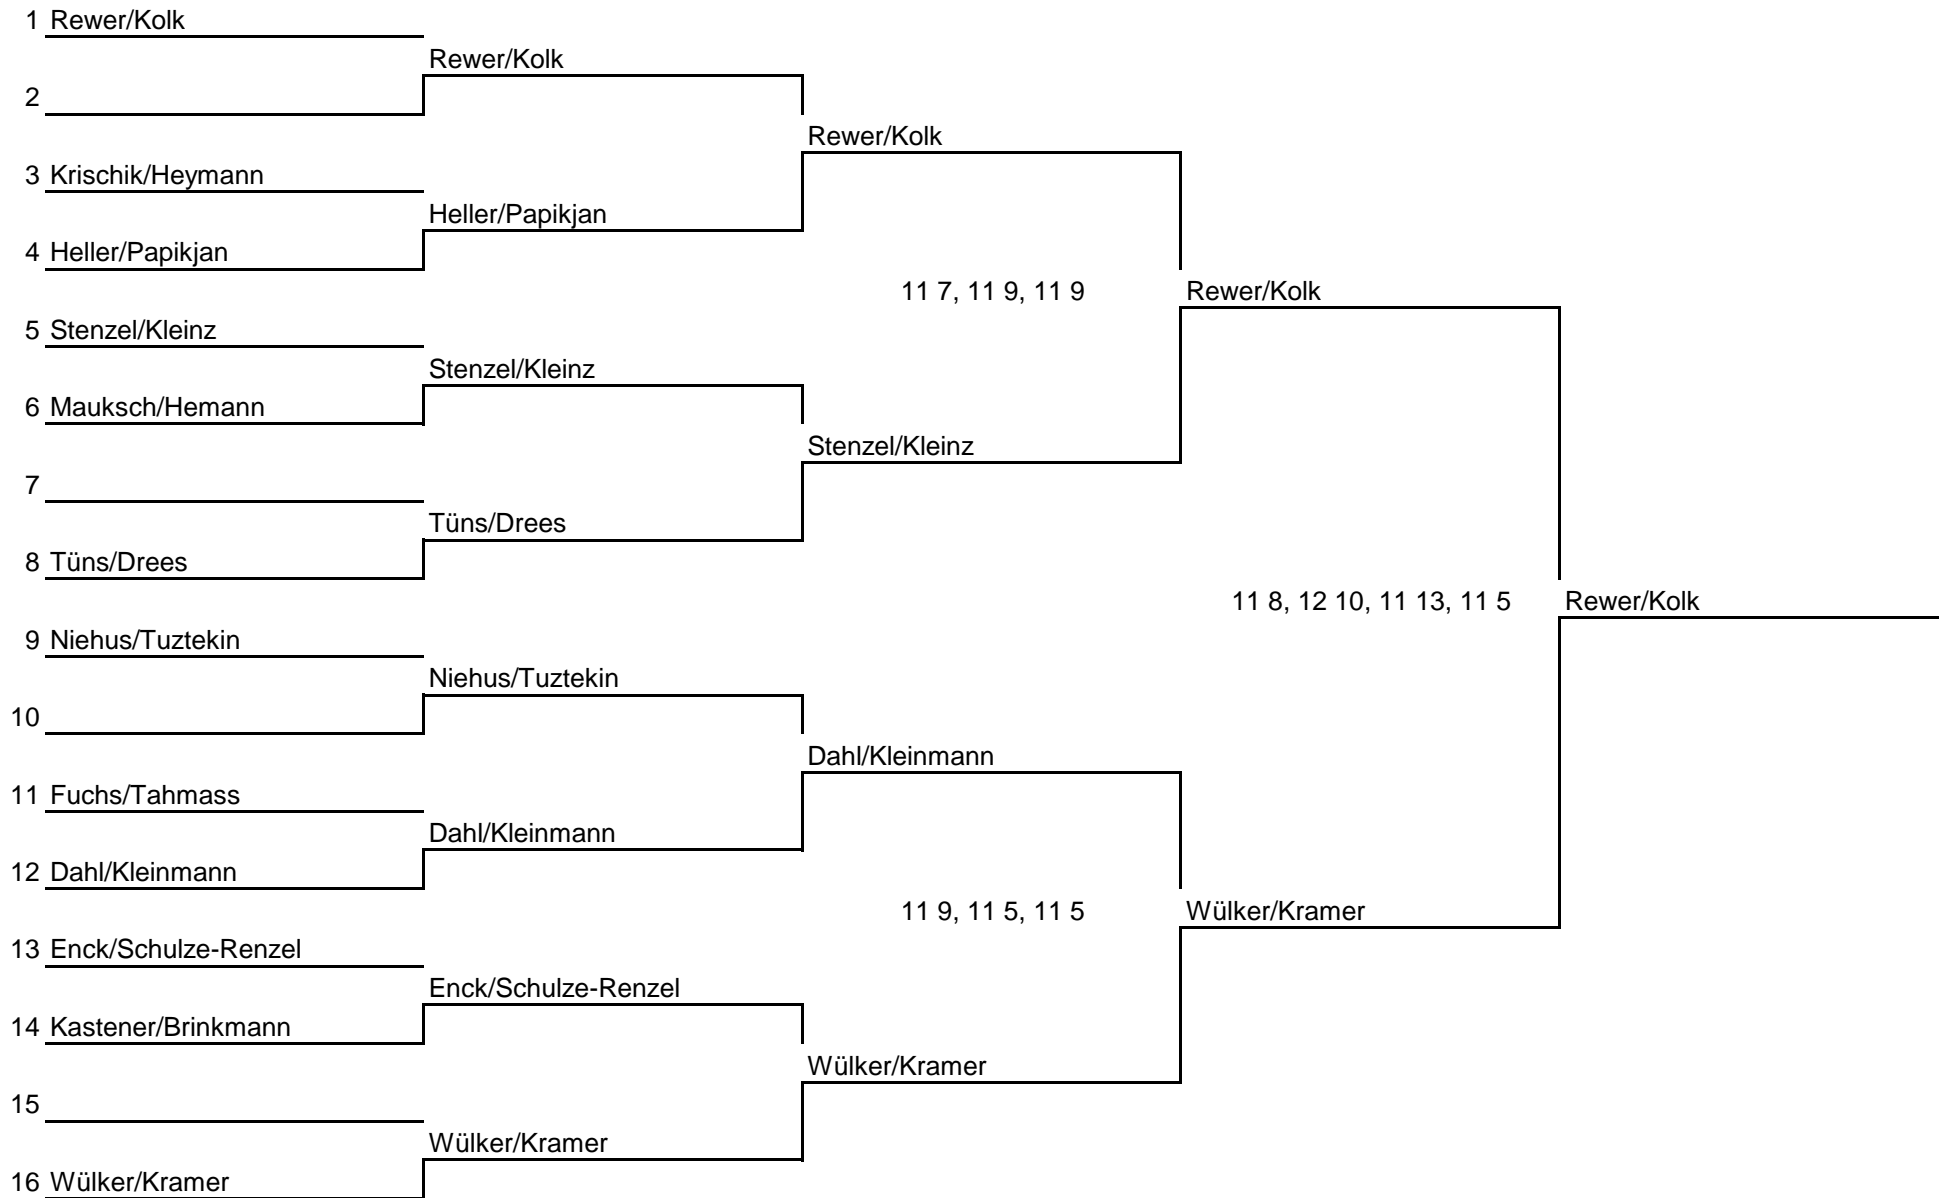 1 Rewer/Kolk
Rewer/Kolk
2
Rewer/Kolk
3 Krischik/Heymann
Heller/Papikjan
4 Heller/Papikjan
11 7, 11 9, 11 9 Rewer/Kolk
5 Stenzel/Kleinz
Stenzel/Kleinz
6 Mauksch/Hemann
Stenzel/Kleinz
7
Tüns/Drees
8 Tüns/Drees
11 8, 12 10, 11 13, 11 5 Rewer/Kolk
9 Niehus/Tuztekin
Niehus/Tuztekin
10
Dahl/Kleinmann
11 Fuchs/Tahmass
Dahl/Kleinmann
12 Dahl/Kleinmann
11 9, 11 5, 11 5 Wülker/Kramer
13 Enck/Schulze-Renzel
Enck/Schulze-Renzel
14 Kastener/Brinkmann
Wülker/Kramer
15
Wülker/Kramer
16 Wülker/Kramer